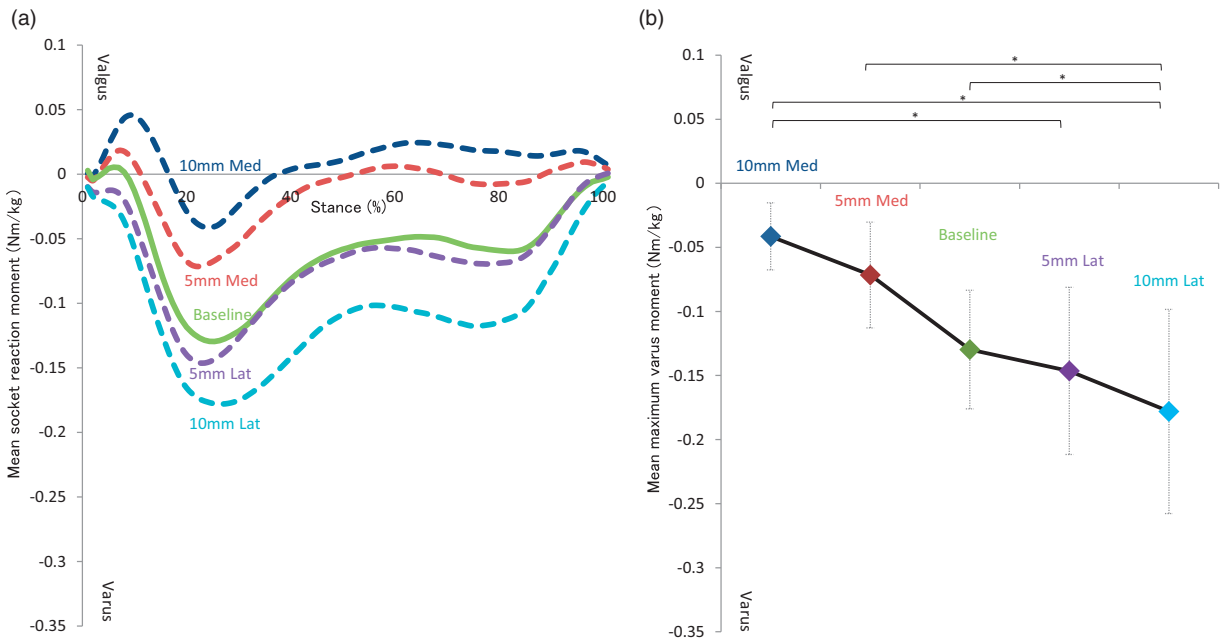 (a)
Mean socket reaction moment (Nm/kg)
0.1
0.05
0
-0.05
-0.1
-0.15
-0.2
-0.25
-0.3
-0.35
Valgus
Varus
0
20
40
60
80
100
Stance (%)
10mm Med
5mm Med
Baseline
5mm Lat
10mm Lat
(b)
Mean maximum varus moment (Nm/kg)
0.1
0.05
0
-0.05
-0.1
-0.15
-0.2
-0.25
-0.3
-0.35
Valgus
Varus
*
*
*
*
10mm Med
5mm Med
Baseline
5mm Lat
10mm Lat